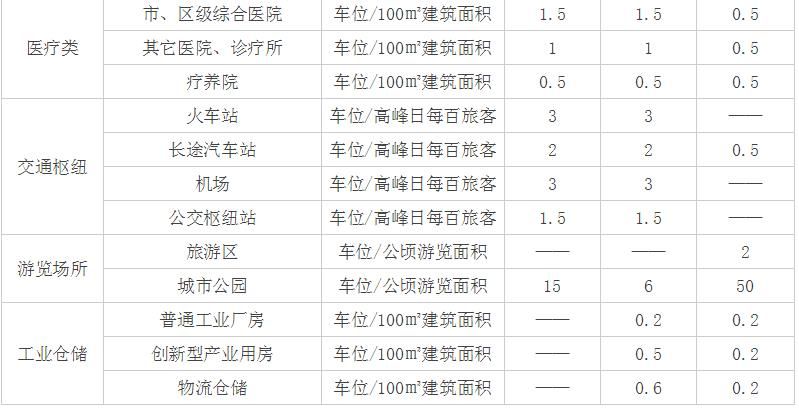 医疗类 市、区级综合医院 车位/100㎡建筑面积 1.5 1.5 0.5
其它医院、诊疗所 车位/100㎡建筑面积 1 1 0.5
疗养院 车位/100㎡建筑面积 0.5 0.5 0.5
交通枢纽 火车站 车位/高峰日每百旅客 3 3 ——
长途汽车站 车位/高峰日每百旅客 2 2 0.5
机场 车位/高峰日每百旅客 3 3 ——
公交枢纽站 车位/高峰日每百旅客 1.5 1.5 ——
游览场所 旅游区 车位/公顷游览面积 —— —— 2
城市公园 车位/公顷游览面积 15 6 50
工业仓储 普通工业厂房 车位/100㎡建筑面积 —— 0.2 0.2
创新型产业用房 车位/100㎡建筑面积 —— 0.5 0.2
物流仓储 车位/100㎡建筑面积 —— 0.6 0.2